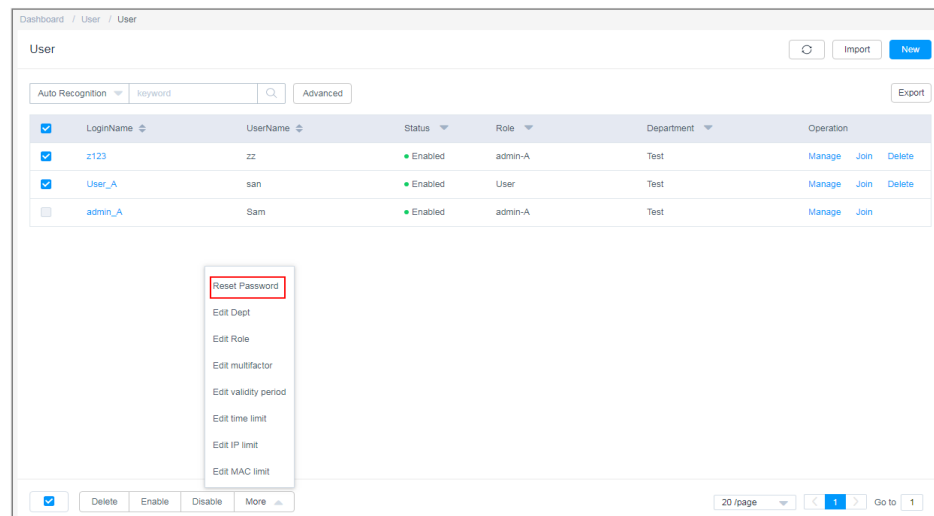 Dashboard / User / User
User Import New
Auto Recognition keyword Advanced Export
LoginName UserName Status Role Department Operation
z123 zz Enabled admin-A Test Manage Join Delete
User_A san Enabled User Test Manage Join Delete
admin_A Sam Enabled admin-A Test Manage Join
Reset Password
Edit Dept
Edit Role
Edit multifactor
Edit validity period
Edit time limit
Edit IP limit
Edit MAC limit
Delete Enable Disable More 20 /page 1 Go to 1